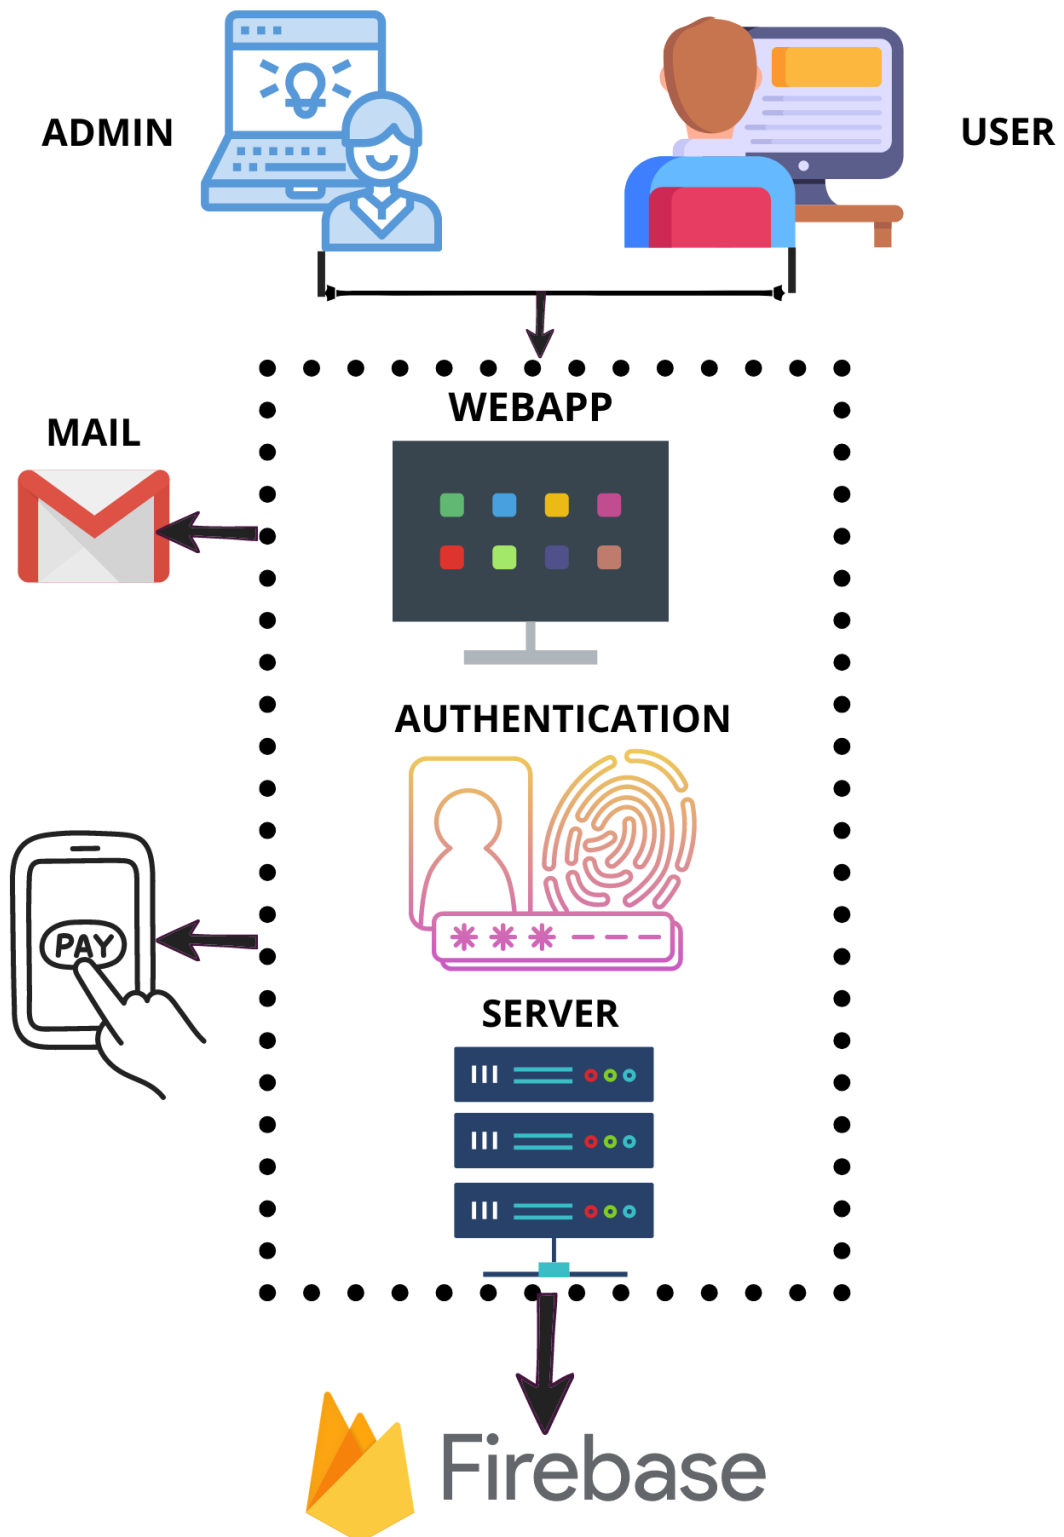 ADMIN
USER
WEBAPP
MAIL
AUTHENTICATION
PAY
SERVER
Firebase